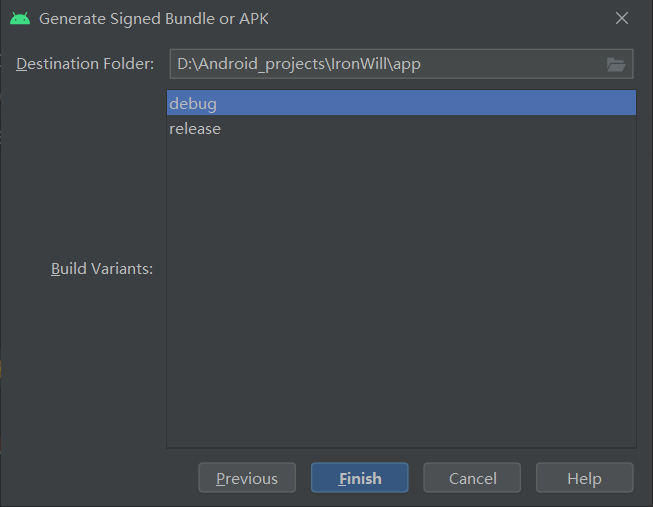 Generate Signed Bundle or APK
Destination Folder: D:\Android_projects\IronWill\app
debug
release
Build Variants:
Previous Finish Cancel Help